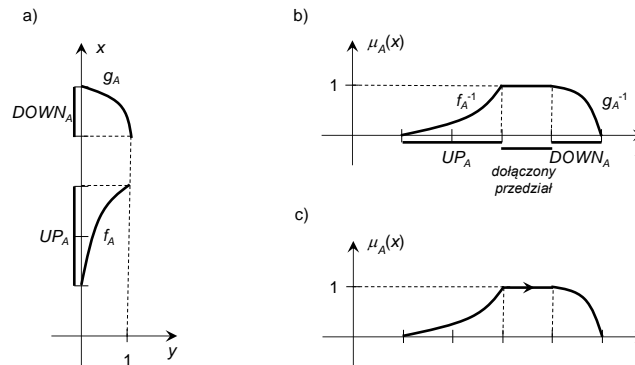 a)
x
g_A
DOWN_A
UP_A
f_A
1
y
b)
μ_A(x)
1
f_A^-1
g_A^-1
UP_A
DOWN_A
dołączony
przedział
c)
μ_A(x)
1